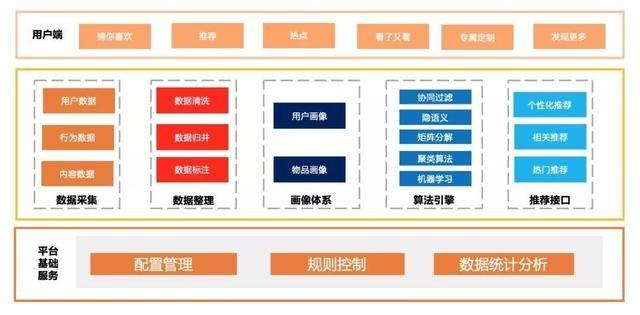 用户端
猜你喜欢
推荐
热点
看了又看
专属定制
发现更多
用户数据
行为数据
内容数据
数据采集
数据清洗
数据归并
数据标注
数据整理
用户画像
物品画像
画像体系
协同过滤
隐语义
矩阵分解
聚类算法
机器学习
算法引擎
个性化推荐
相关推荐
热门推荐
推荐接口
平台
基础
服务
配置管理
规则控制
数据统计分析